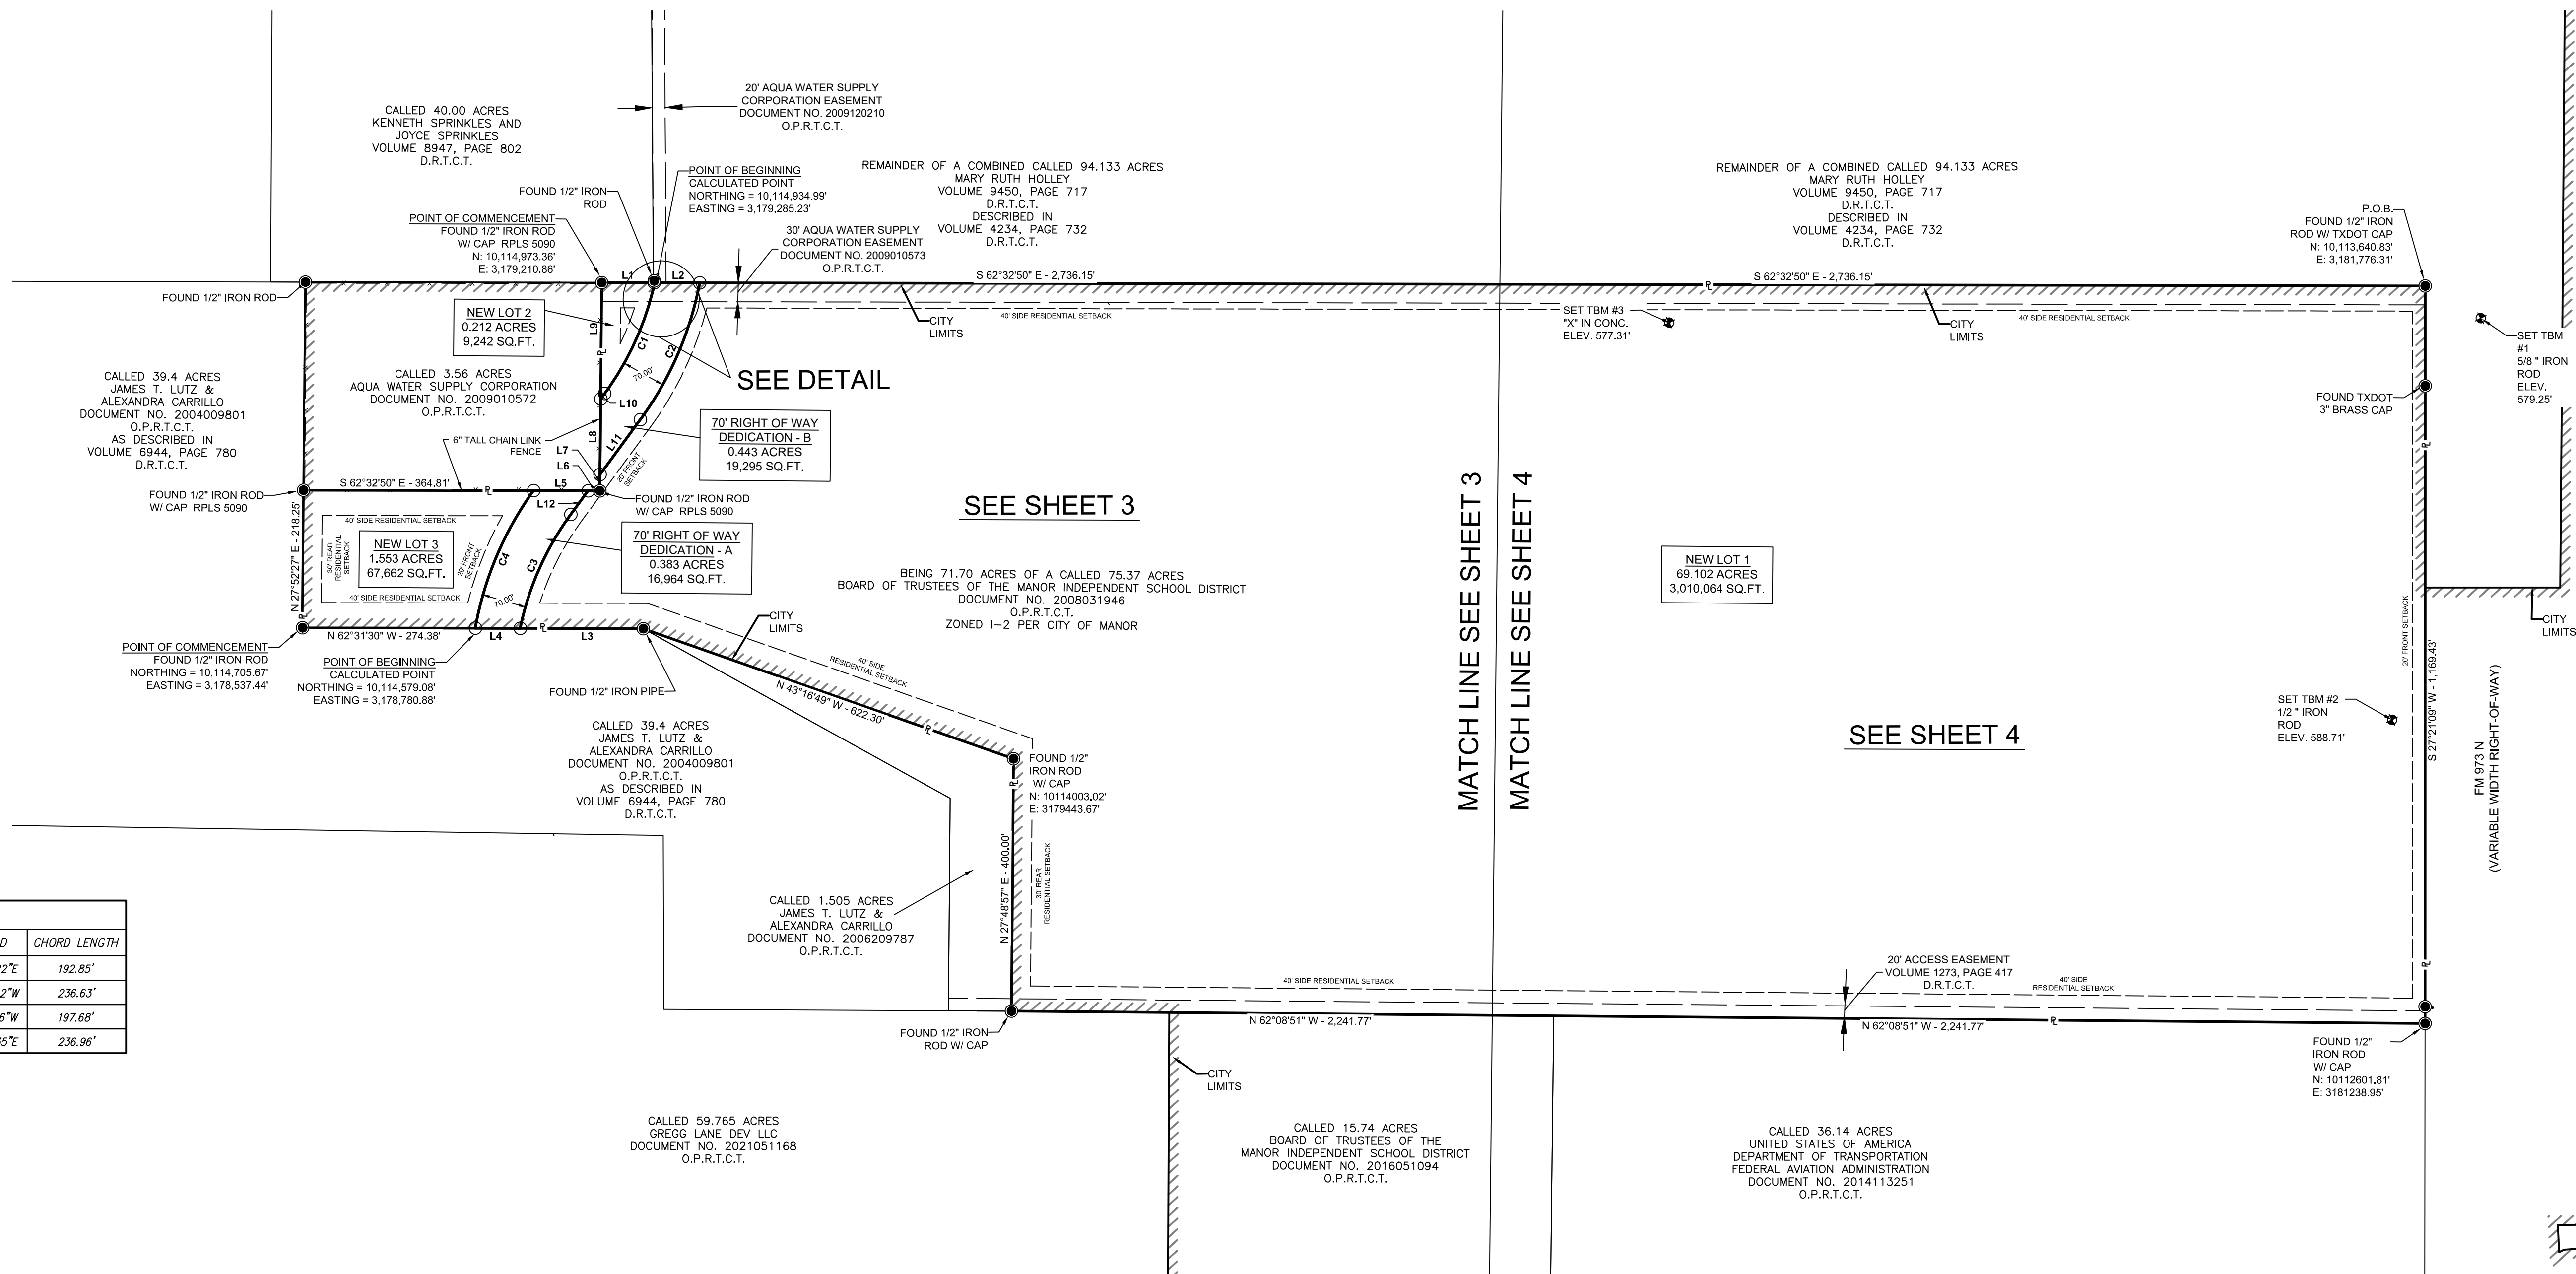 20' AQUA WATER SUPPLY
CORPORATION EASEMENT
DOCUMENT NO. 2009120210
O.P.R.T.C.T.
CALLED 40.00 ACRES
KENNETH SPRINKLES AND
JOYCE SPRINKLES
VOLUME 8947, PAGE 802
D.R.T.C.T.
FOUND 1/2" IRON
ROD
POINT OF BEGINNING
CALCULATED POINT
NORTHING = 10,114,934.99'
EASTING = 3,179,285.23'
REMAINDER OF A COMBINED CALLED 94.133 ACRES
MARY RUTH HOLLEY
VOLUME 9450, PAGE 717
D.R.T.C.T.
DESCRIBED IN
VOLUME 4234, PAGE 732
D.R.T.C.T.
REMAINDER OF A COMBINED CALLED 94.133 ACRES
MARY RUTH HOLLEY
VOLUME 9450, PAGE 717
D.R.T.C.T.
DESCRIBED IN
VOLUME 4234, PAGE 732
D.R.T.C.T.
POINT OF COMMENCEMENT
FOUND 1/2" IRON ROD
W/ CAP RPLS 5090
N: 10,114,973.36'
E: 3,179,210.86'
30' AQUA WATER SUPPLY
CORPORATION EASEMENT
DOCUMENT NO. 2009010573
O.P.R.T.C.T.
P.O.B.
FOUND 1/2" IRON
ROD W/ TXDOT CAP
N: 10,113,640.83'
E: 3,181,776.31'
L1
L2
S 62°32'50" E - 2,736.15'
S 62°32'50" E - 2,736.15'
PL
FOUND 1/2" IRON ROD
NEW LOT 2
0.212 ACRES
9,242 SQ.FT.
L9
PL
C1
C2
70.00'
CITY
LIMITS
40' SIDE RESIDENTIAL SETBACK
SET TBM #3
"X" IN CONC.
ELEV. 577.31'
CITY
LIMITS
40' SIDE RESIDENTIAL SETBACK
SET TBM
#1
5/8 " IRON
ROD
ELEV.
579.25'
SEE DETAIL
CALLED 39.4 ACRES
JAMES T. LUTZ &
ALEXANDRA CARRILLO
DOCUMENT NO. 2004009801
O.P.R.T.C.T.
AS DESCRIBED IN
VOLUME 6944, PAGE 780
D.R.T.C.T.
CALLED 3.56 ACRES
AQUA WATER SUPPLY CORPORATION
DOCUMENT NO. 2009010572
O.P.R.T.C.T.
L10
FOUND TXDOT
3" BRASS CAP
PL
70' RIGHT OF WAY
DEDICATION - B
0.443 ACRES
19,295 SQ.FT.
6" TALL CHAIN LINK
FENCE
L8
L11
L7
L6
20' FRONT
SETBACK
S 62°32'50" E - 364.81'
PL
L5
L12
FOUND 1/2" IRON ROD
W/ CAP RPLS 5090
FOUND 1/2" IRON ROD
W/ CAP RPLS 5090
SEE SHEET 3
MATCH LINE SEE SHEET 3
MATCH LINE SEE SHEET 4
N 27°52'27" E - 218.25'
PL
40' SIDE RESIDENTIAL SETBACK
30' REAR
RESIDENTIAL
SETBACK
NEW LOT 3
1.553 ACRES
67,662 SQ.FT.
20' FRONT
SETBACK
C4
C3
70.00'
40' SIDE RESIDENTIAL SETBACK
70' RIGHT OF WAY
DEDICATION - A
0.383 ACRES
16,964 SQ.FT.
BEING 71.70 ACRES OF A CALLED 75.37 ACRES
BOARD OF TRUSTEES OF THE MANOR INDEPENDENT SCHOOL DISTRICT
DOCUMENT NO. 2008031946
O.P.R.T.C.T.
ZONED I-2 PER CITY OF MANOR
NEW LOT 1
69.102 ACRES
3,010,064 SQ.FT.
CITY
LIMITS
N 62°31'30" W - 274.38'
L4
PL
L3
CITY
LIMITS
POINT OF COMMENCEMENT
FOUND 1/2" IRON ROD
NORTHING = 10,114,705.67'
EASTING = 3,178,537.44'
POINT OF BEGINNING
CALCULATED POINT
NORTHING = 10,114,579.08'
EASTING = 3,178,780.88'
FOUND 1/2" IRON PIPE
40' SIDE
RESIDENTIAL SETBACK
N 43°16'49" W - 622.30'
PL
20' FRONT SETBACK
S 27°21'09" W - 1,169.43'
FM 973 N
(VARIABLE WIDTH RIGHT-OF-WAY)
SET TBM #2
1/2 " IRON
ROD
ELEV. 588.71'
SEE SHEET 4
CALLED 39.4 ACRES
JAMES T. LUTZ &
ALEXANDRA CARRILLO
DOCUMENT NO. 2004009801
O.P.R.T.C.T.
AS DESCRIBED IN
VOLUME 6944, PAGE 780
D.R.T.C.T.
FOUND 1/2"
IRON ROD
W/ CAP
N: 10114003.02'
E: 3179443.67'
PL
N 27°48'57" E - 400.00'
30' REAR
RESIDENTIAL SETBACK
CALLED 1.505 ACRES
JAMES T. LUTZ &
ALEXANDRA CARRILLO
DOCUMENT NO. 2006209787
O.P.R.T.C.T.
D CHORD LENGTH
22"E 192.85'
2"W 236.63'
6"W 197.68'
35"E 236.96'
40' SIDE RESIDENTIAL SETBACK
20' ACCESS EASEMENT
VOLUME 1273, PAGE 417
D.R.T.C.T.
40' SIDE
RESIDENTIAL SETBACK
PL
N 62°08'51" W - 2,241.77'
N 62°08'51" W - 2,241.77'
PL
FOUND 1/2" IRON
ROD W/ CAP
FOUND 1/2"
IRON ROD
W/ CAP
N: 10112601.81'
E: 3181238.95'
CITY
LIMITS
CALLED 59.765 ACRES
GREGG LANE DEV LLC
DOCUMENT NO. 2021051168
O.P.R.T.C.T.
CALLED 15.74 ACRES
BOARD OF TRUSTEES OF THE
MANOR INDEPENDENT SCHOOL DISTRICT
DOCUMENT NO. 2016051094
O.P.R.T.C.T.
CALLED 36.14 ACRES
UNITED STATES OF AMERICA
DEPARTMENT OF TRANSPORTATION
FEDERAL AVIATION ADMINISTRATION
DOCUMENT NO. 2014113251
O.P.R.T.C.T.